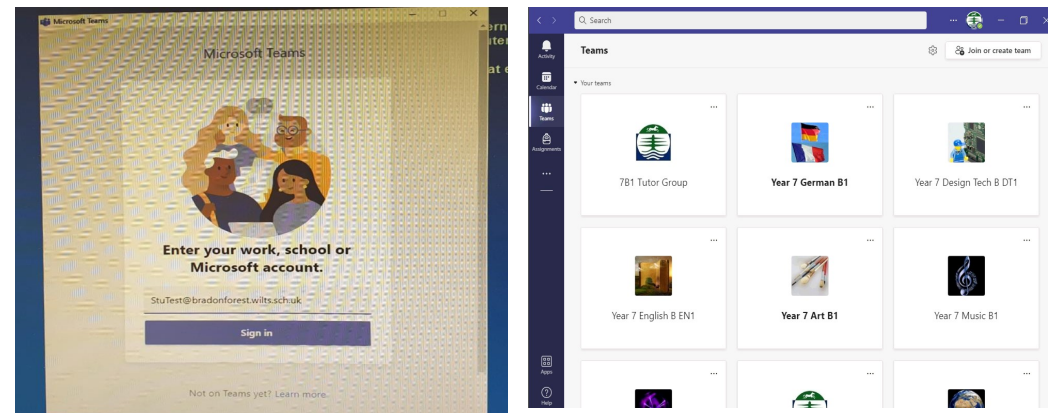 Microsoft Teams
Microsoft Teams
Enter your work, school or
Microsoft account.
StuTest@bradonforest.wilts.sch.uk
Sign in
Not on Teams yet? Learn more.
Search
Activity
Calendar
Teams
Assignments
Apps
Help
Teams
Join or create team
Your teams
7B1 Tutor Group
Year 7 German B1
Year 7 Design Tech B DT1
Year 7 English B EN1
Year 7 Art B1
Year 7 Music B1